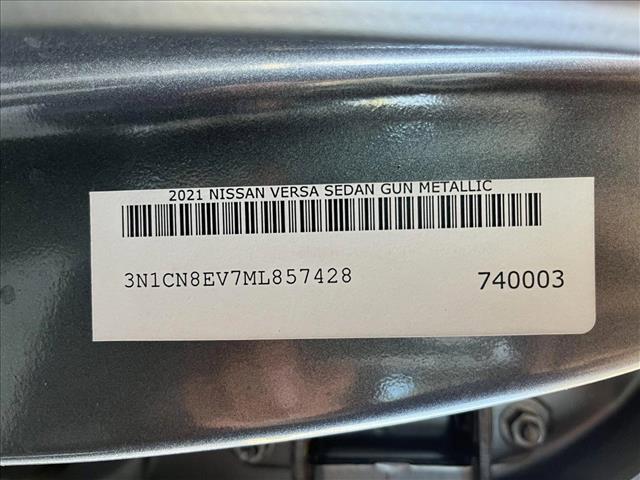 2021 NISSAN VERSA SEDAN GUN METALLIC
3N1CN8EV7ML857428 740003